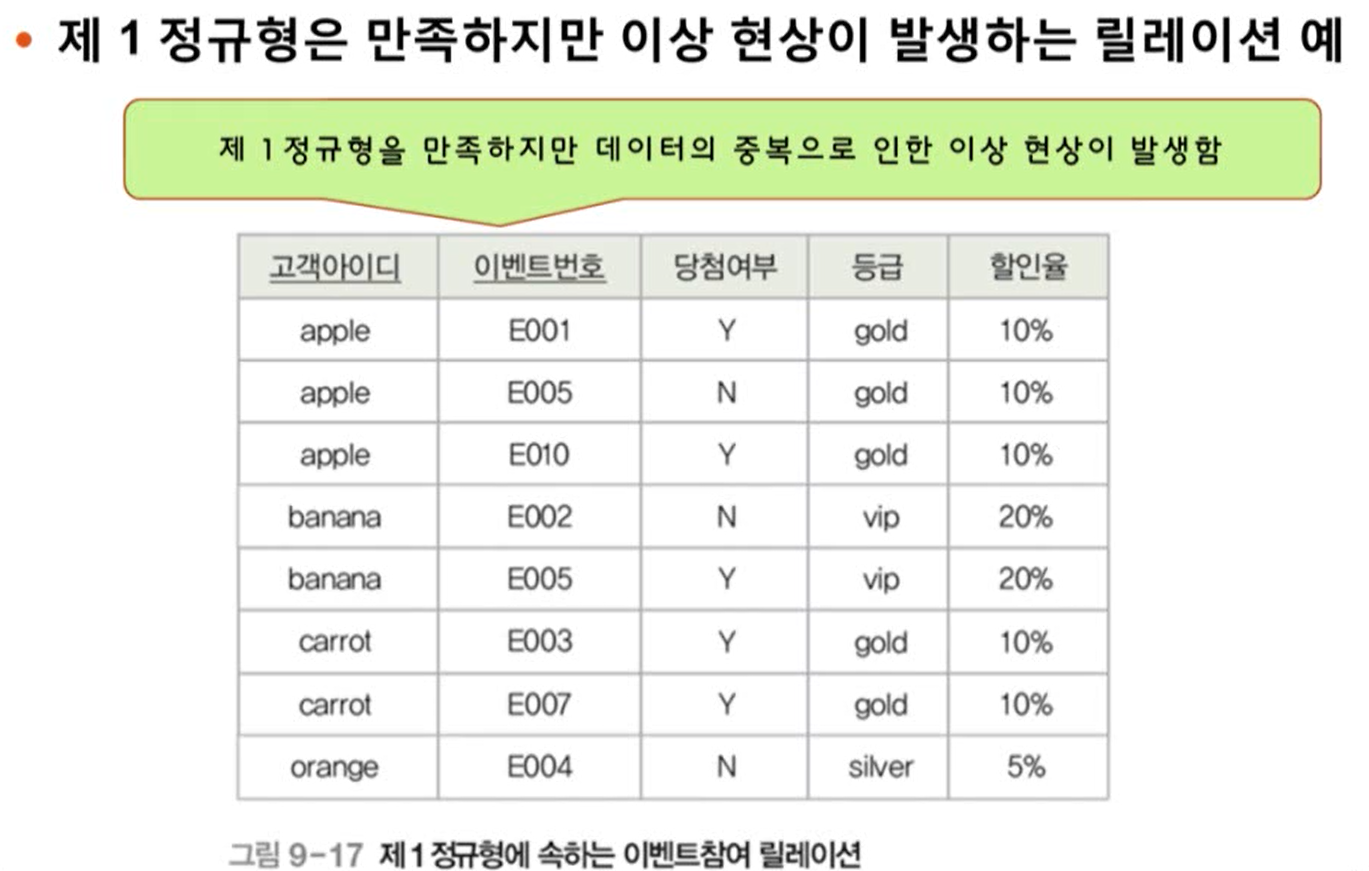 • 제 1 정규형은 만족하지만 이상 현상이 발생하는 릴레이션 예
제 1 정규형을 만족하지만 데이터의 중복으로 인한 이상 현상이 발생함
고객아이디 이벤트번호 당첨여부 등급 할인율
apple E001 Y gold 10%
apple E005 N gold 10%
apple E010 Y gold 10%
banana E002 N vip 20%
banana E005 Y vip 20%
carrot E003 Y gold 10%
carrot E007 Y gold 10%
orange E004 N silver 5%
그림 9-17 제1정규형에 속하는 이벤트참여 릴레이션